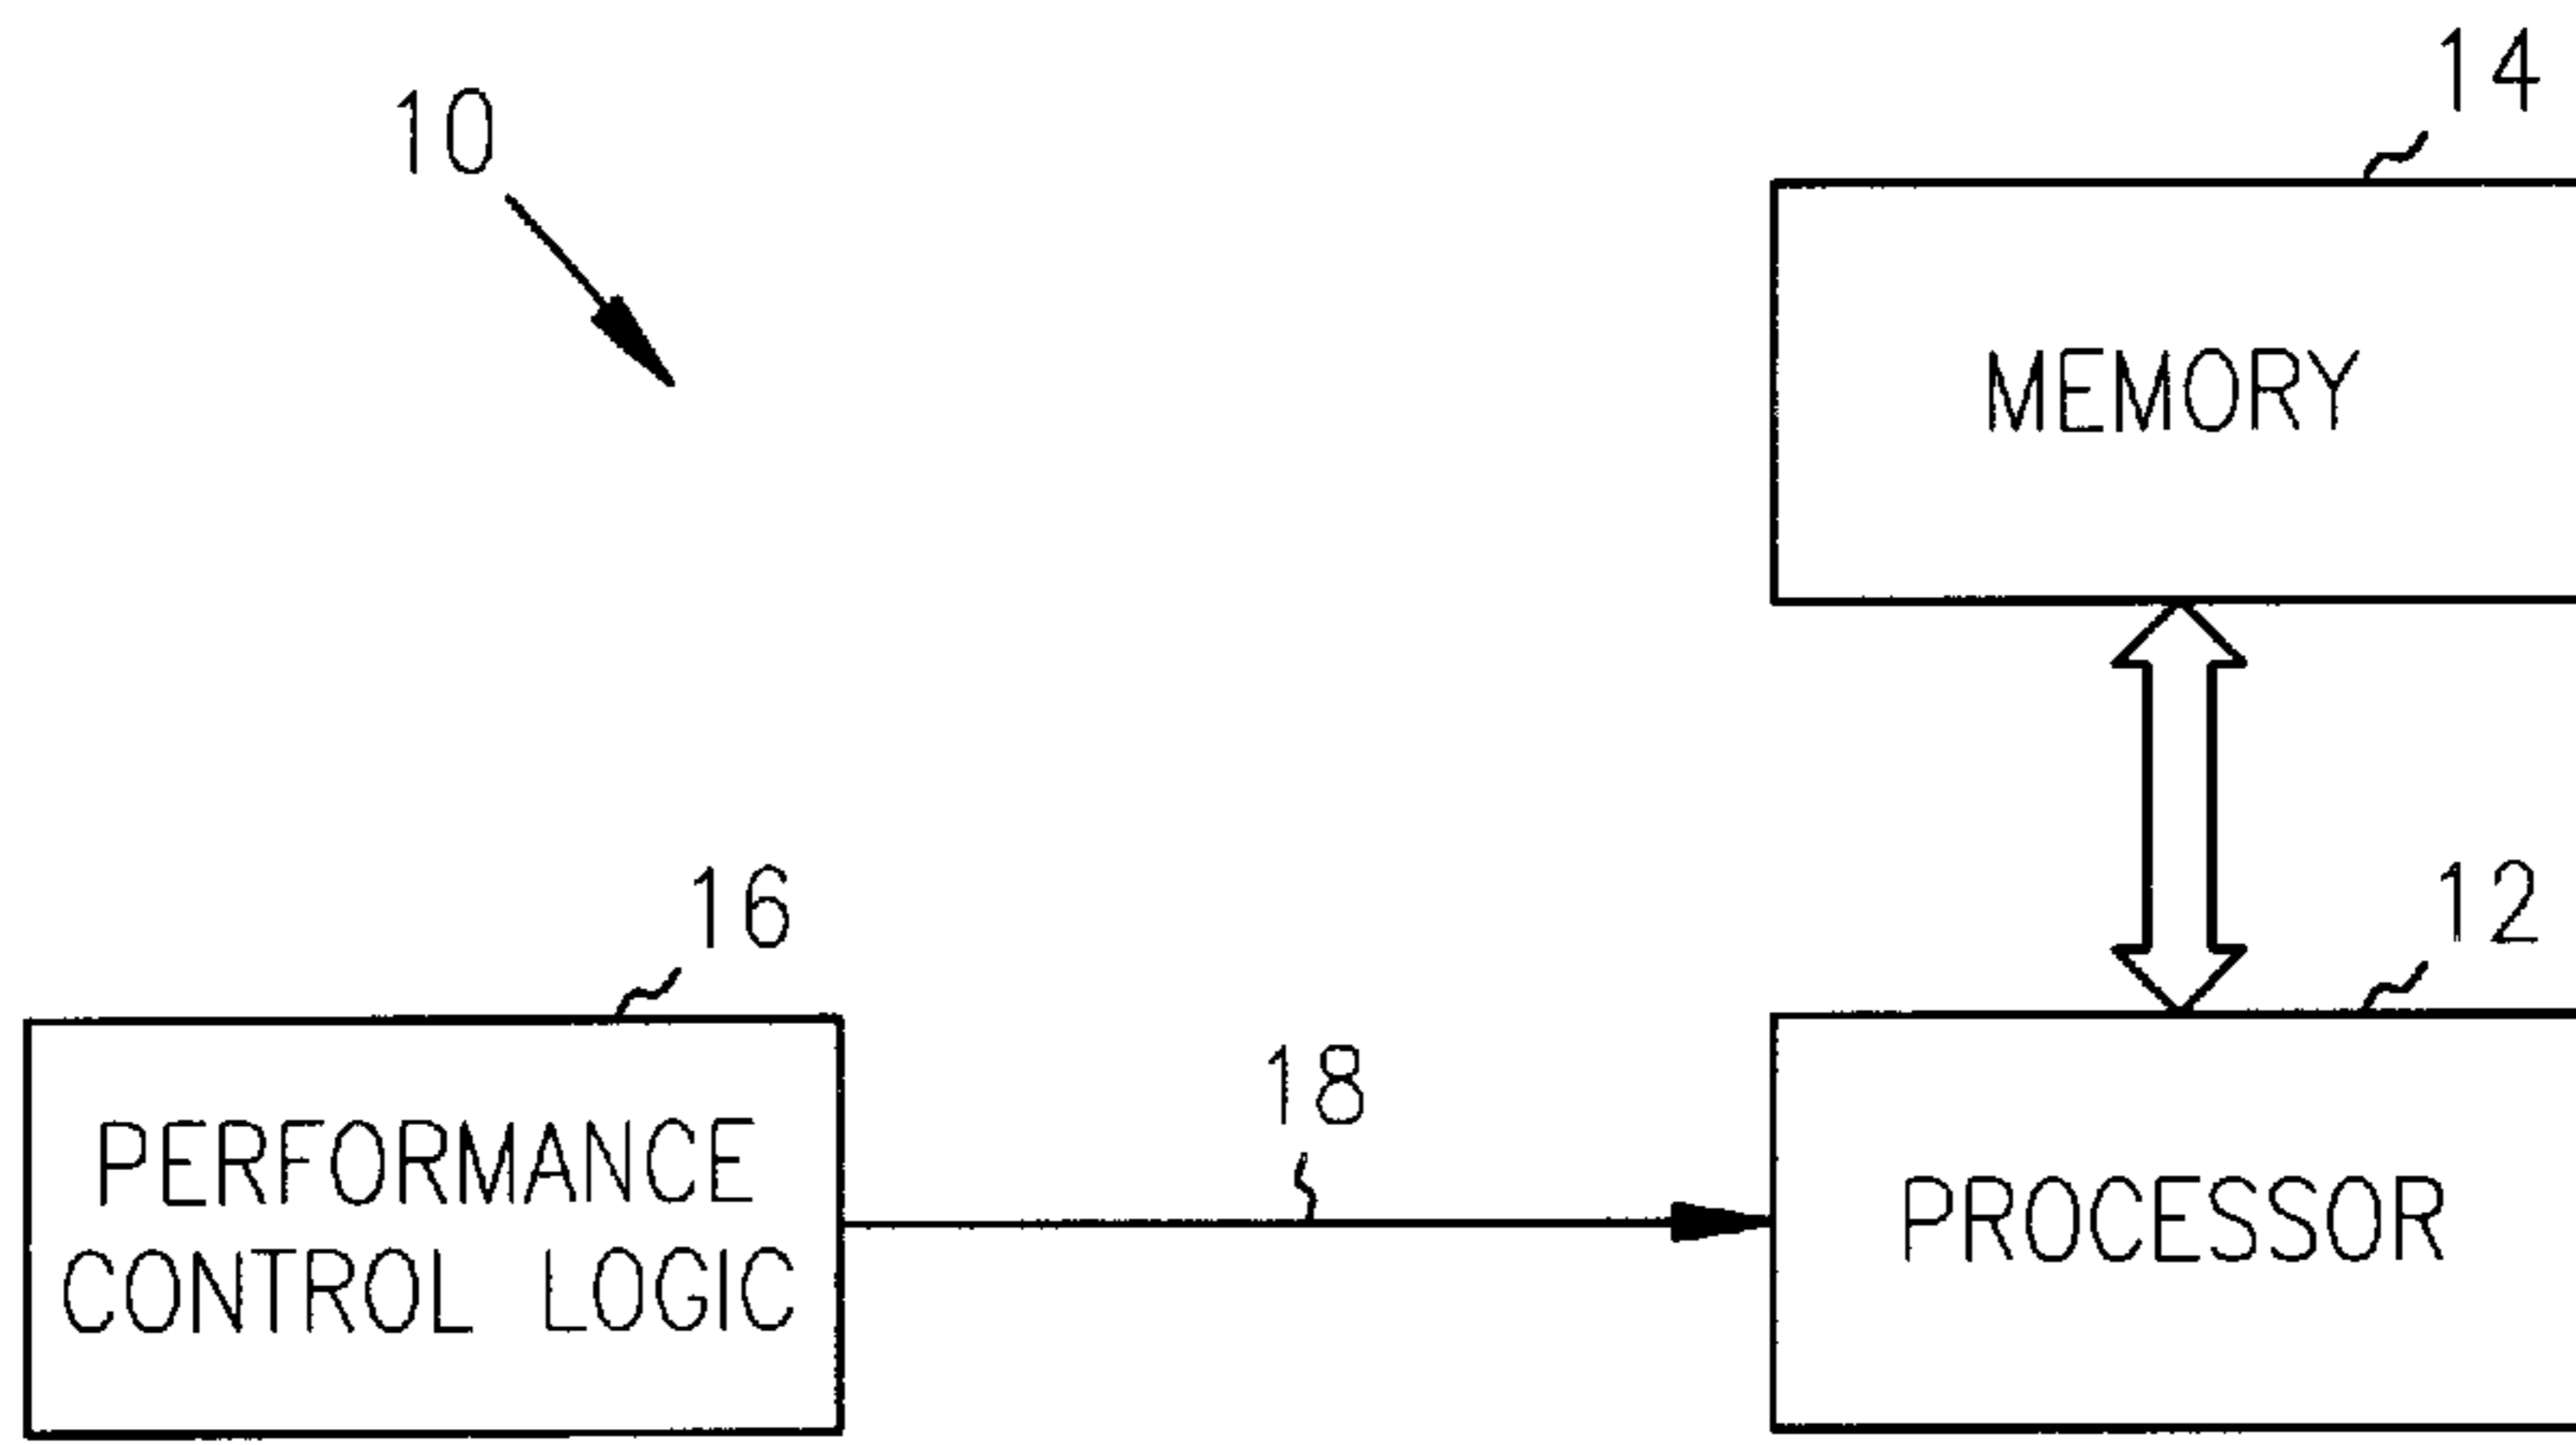 10
14
MEMORY
16
12
18
PERFORMANCE
CONTROL LOGIC
PROCESSOR